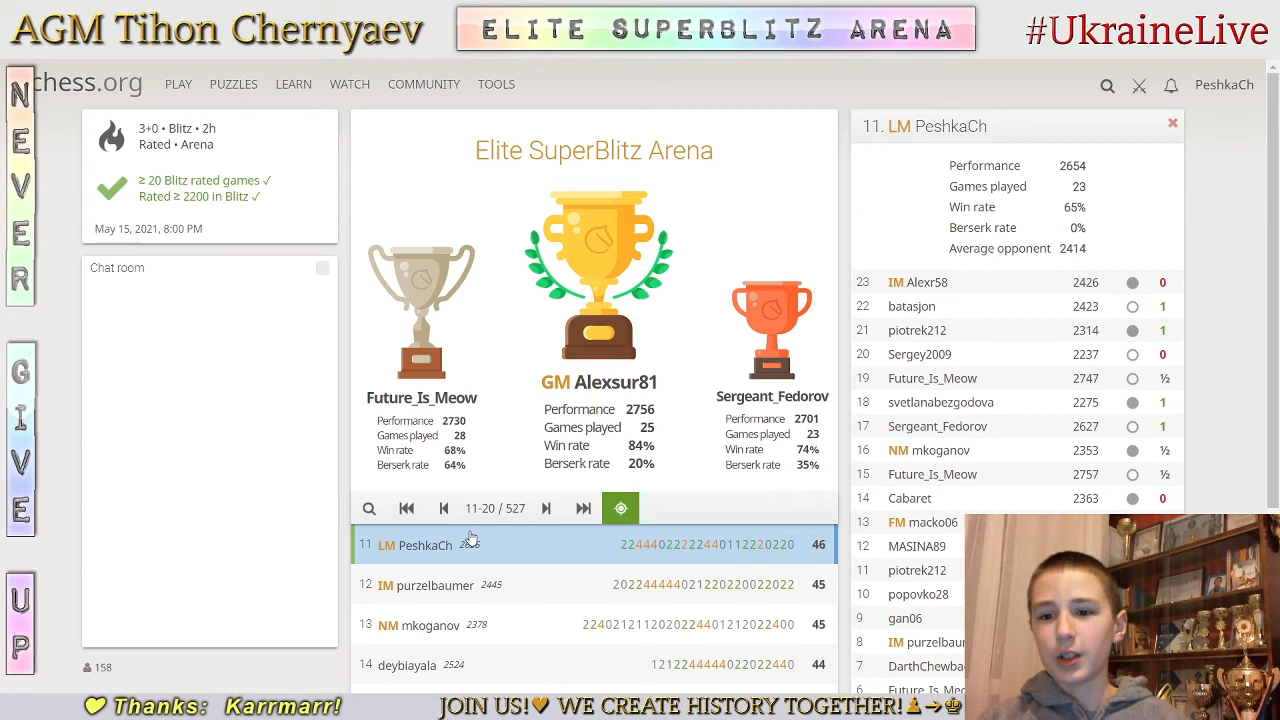 AGM Tihon Chernyaev
ELITE SUPERBLITZ ARENA
#UkraineLive
NEVER
GIVE
UP
chess.org
PLAY PUZZLES LEARN WATCH COMMUNITY TOOLS
PeshkaCh
3+0 • Blitz • 2h
Rated • Arena
≥ 20 Blitz rated games ✓
Rated ≥ 2200 in Blitz ✓
May 15, 2021, 8:00 PM
Chat room
158
Elite SuperBlitz Arena
Future_Is_Meow
Performance 2730
Games played 28
Win rate 68%
Berserk rate 64%
GM Alexsur81
Performance 2756
Games played 25
Win rate 84%
Berserk rate 20%
Sergeant_Fedorov
Performance 2701
Games played 23
Win rate 74%
Berserk rate 35%
11-20 / 527
11 LM PeshkaCh 22444022222440112220220 46
12 IM purzelbaumer 2445 2022444440212202200220​22 45
13 NM mkoganov 2378 2240212112020224401212022400 45
14 deybiayala 2524 1212244444022022440 44
11. LM PeshkaCh
Performance 2654
Games played 23
Win rate 65%
Berserk rate 0%
Average opponent 2414
23 IM Alexr58 2426 0
22 batasjon 2423 1
21 piotrek212 2314 1
20 Sergey2009 2237 0
19 Future_Is_Meow 2747 ½
18 svetlanabezgodova 2275 1
17 Sergeant_Fedorov 2627 1
16 NM mkoganov 2353 ½
15 Future_Is_Meow 2757 ½
14 Cabaret 2363 0
13 FM macko06
12 MASINA89
11 piotrek212
10 popovko28
9 gan06
8 IM purzelbau
7 DarthChewba
6 Future_Is_M
Thanks: Karrmarr!
JOIN US! WE CREATE HISTORY TOGETHER!